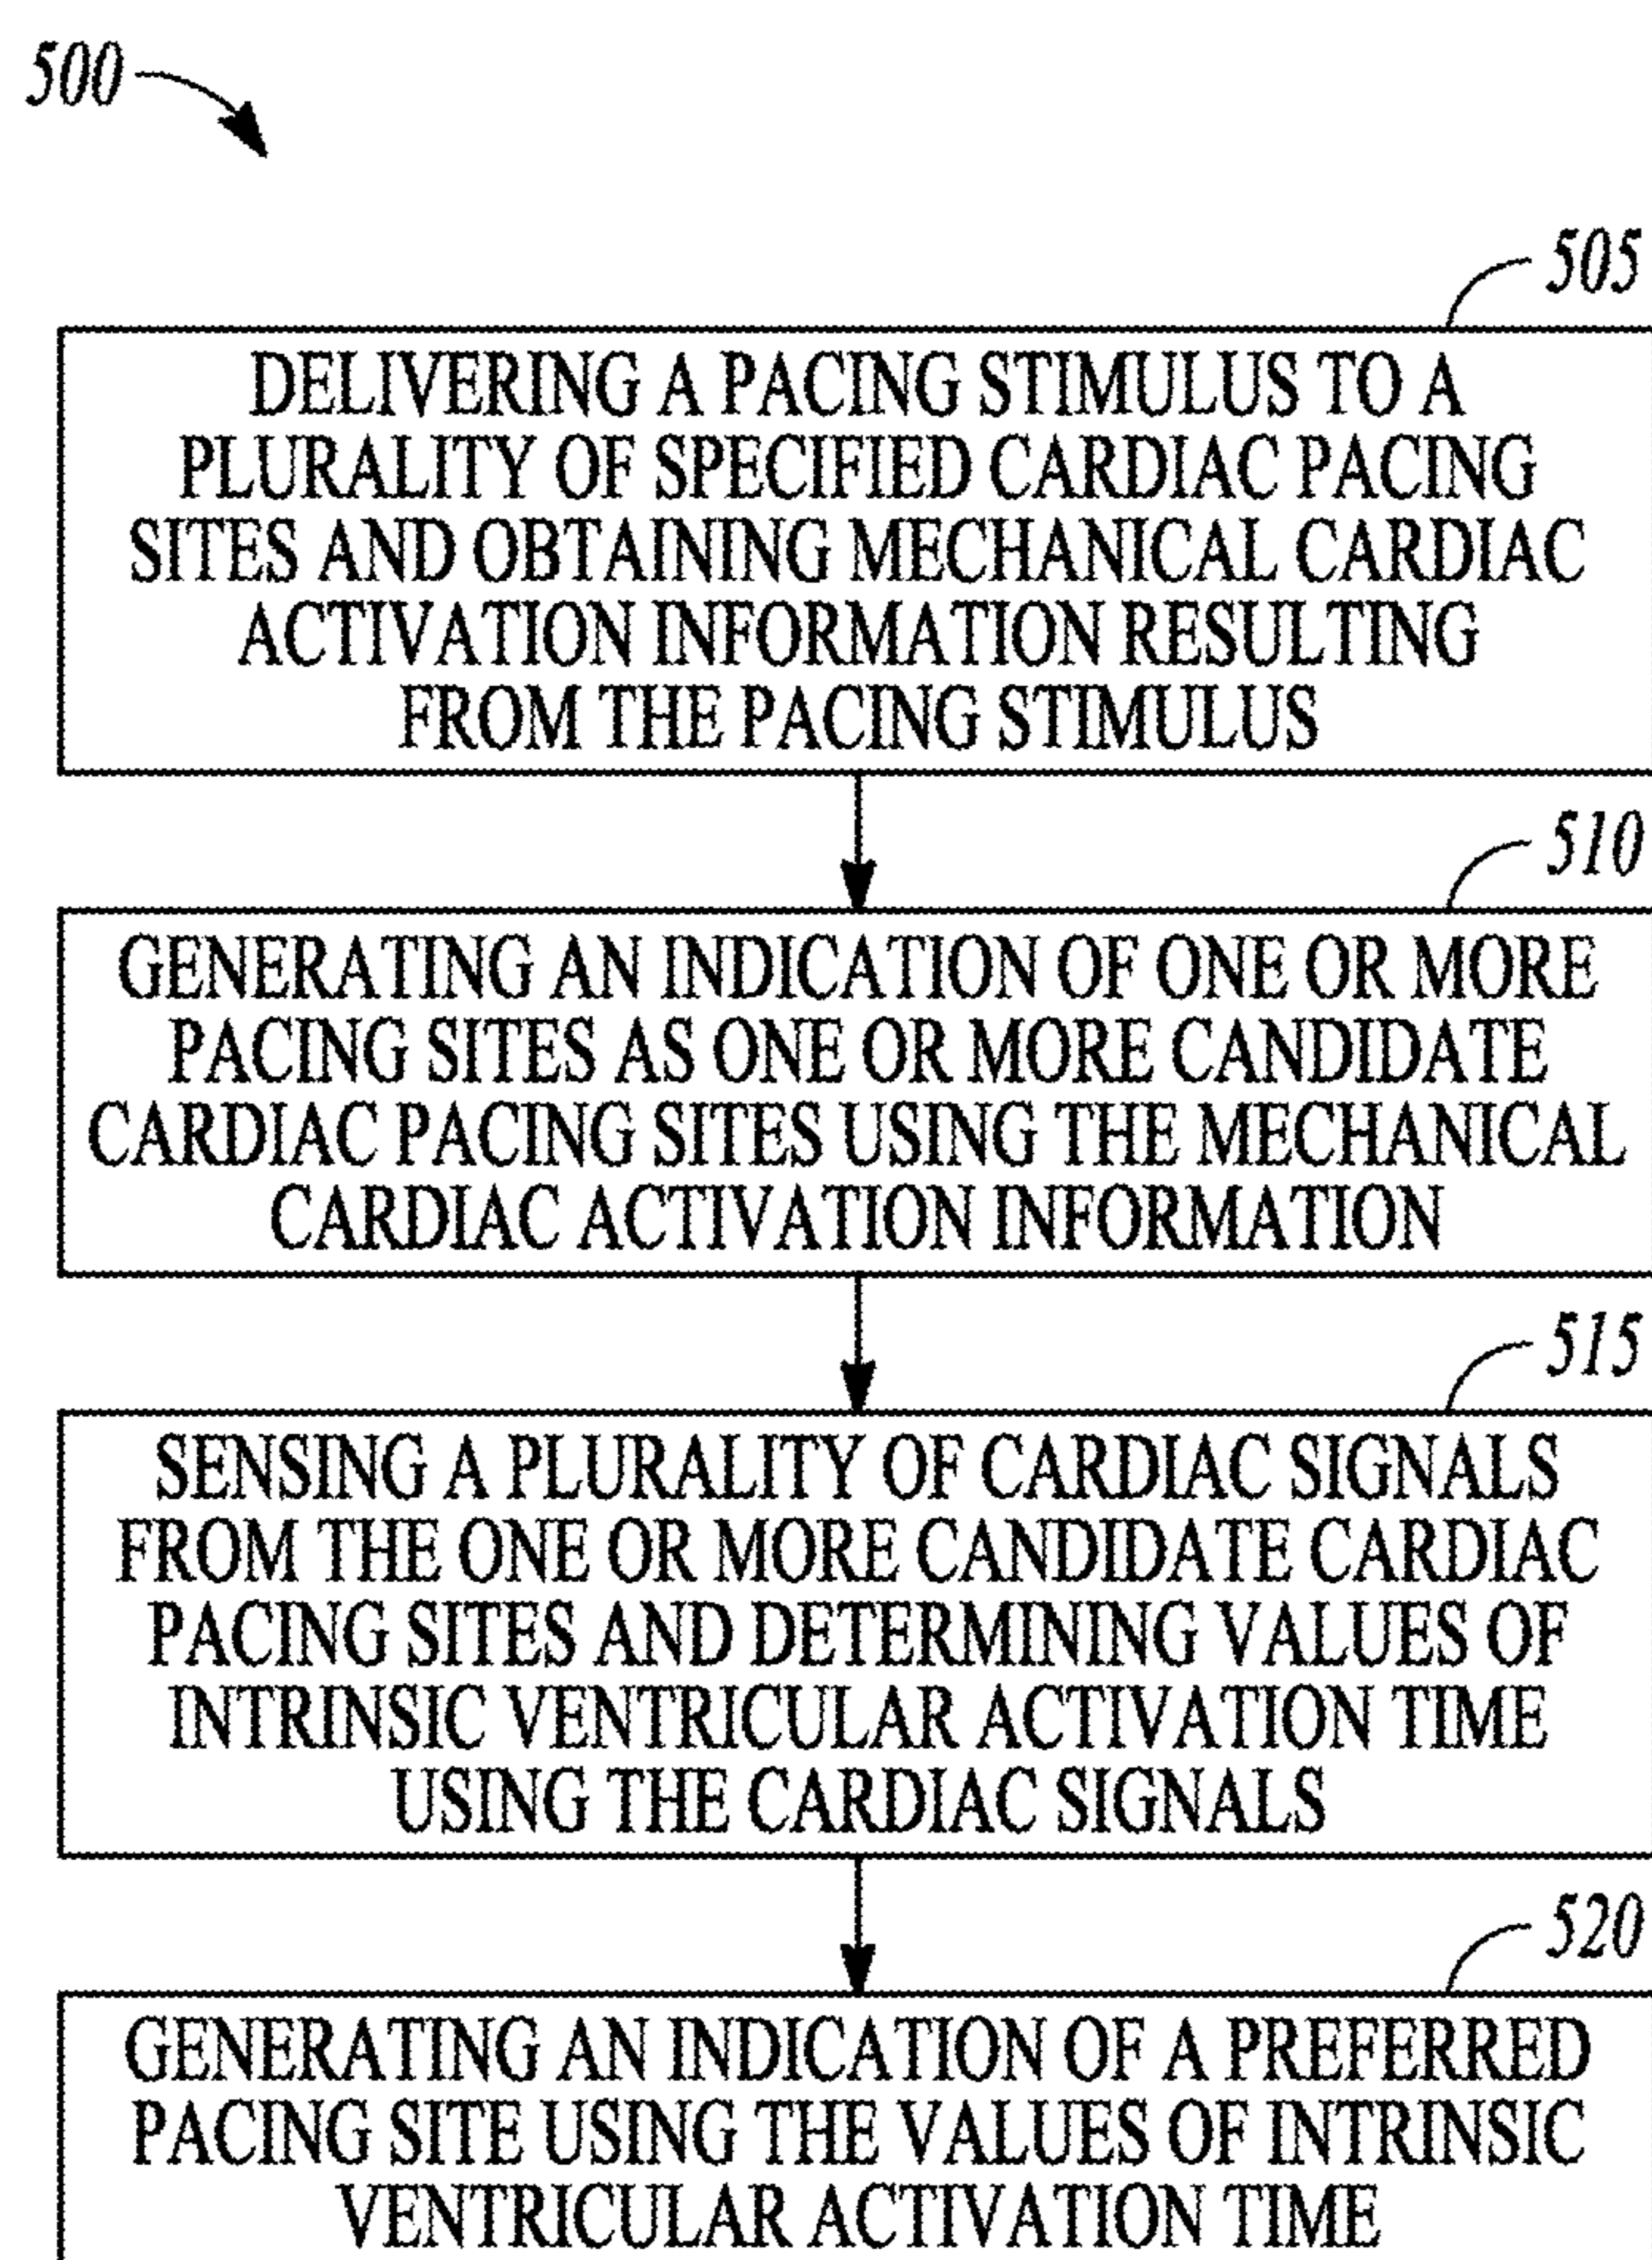 500
505
DELIVERING A PACING STIMULUS TO A
PLURALITY OF SPECIFIED CARDIAC PACING
SITES AND OBTAINING MECHANICAL CARDIAC
ACTIVATION INFORMATION RESULTING
FROM THE PACING STIMULUS
510
GENERATING AN INDICATION OF ONE OR MORE
PACING SITES AS ONE OR MORE CANDIDATE
CARDIAC PACING SITES USING THE MECHANICAL
CARDIAC ACTIVATION INFORMATION
515
SENSING A PLURALITY OF CARDIAC SIGNALS
FROM THE ONE OR MORE CANDIDATE CARDIAC
PACING SITES AND DETERMINING VALUES OF
INTRINSIC VENTRICULAR ACTIVATION TIME
USING THE CARDIAC SIGNALS
520
GENERATING AN INDICATION OF A PREFERRED
PACING SITE USING THE VALUES OF INTRINSIC
VENTRICULAR ACTIVATION TIME